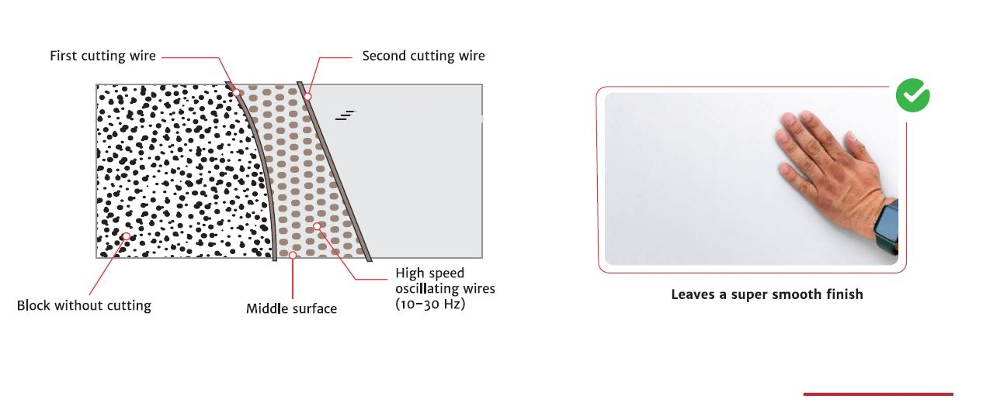 First cutting wire
Second cutting wire
High speed
oscillating wires
(10–30 Hz)
Block without cutting
Middle surface
Leaves a super smooth finish